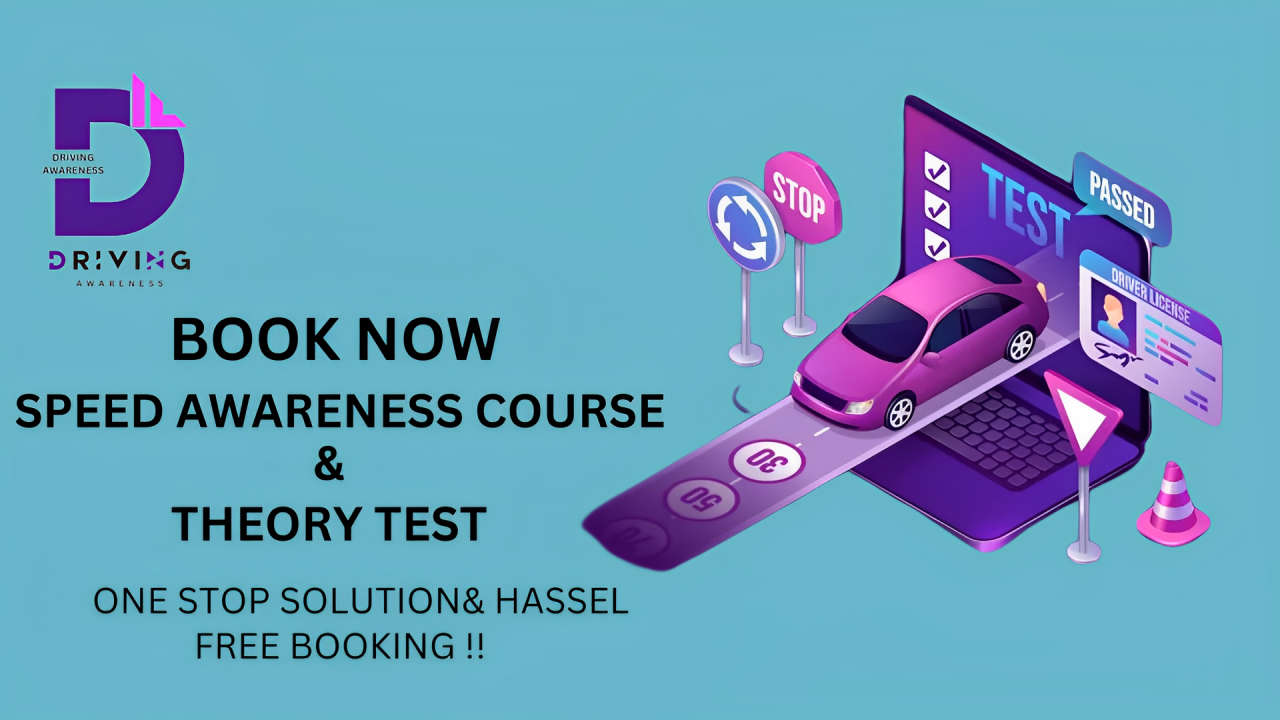 DRIVING
AWARENESS
DRIVING
AWARENESS
BOOK NOW
SPEED AWARENESS COURSE
&
THEORY TEST
ONE STOP SOLUTION& HASSEL
FREE BOOKING !!
STOP
TEST
PASSED
DRIVER LICENSE
30
50
70